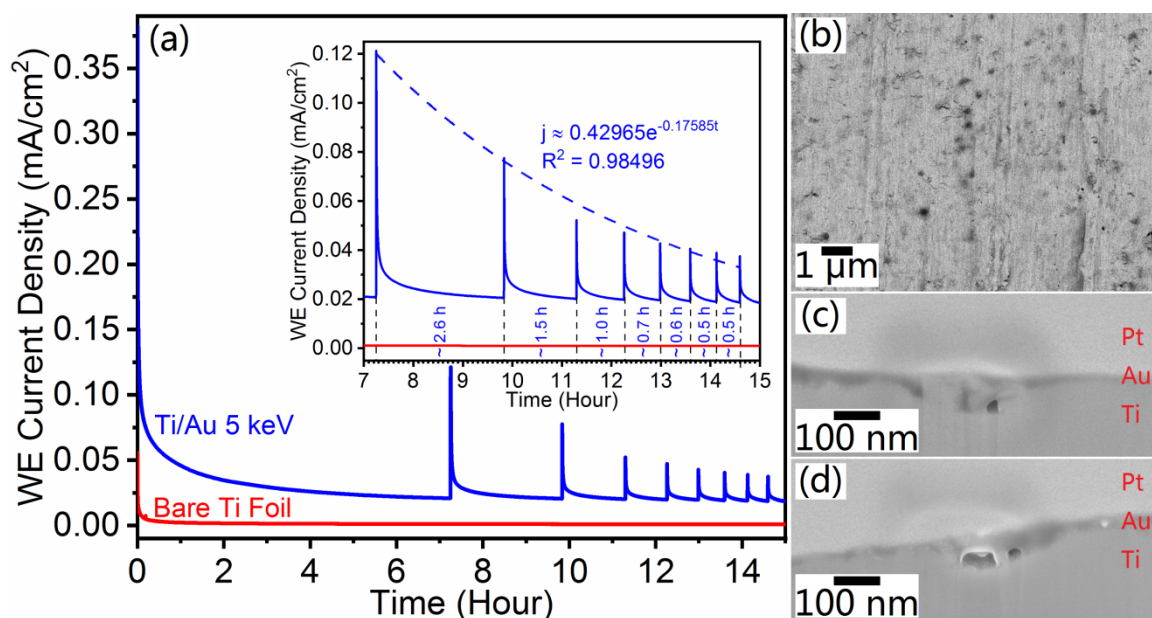 (a)
WE Current Density (mA/cm²)
0.35
0.30
0.25
0.20
0.15
0.10
0.05
0.00
0 2 4 6 8 10 12 14
Time (Hour)
Ti/Au 5 keV
Bare Ti Foil
WE Current Density (mA/cm²)
0.12
0.10
0.08
0.06
0.04
0.02
0.00
j ≈ 0.42965e^-0.17585t
R² = 0.98496
~ 2.6 h
~ 1.5 h
~ 1.0 h
~ 0.7 h
~ 0.6 h
~ 0.5 h
~ 0.5 h
7 8 9 10 11 12 13 14 15
Time (Hour)
(b)
1 µm
(c)
Pt
Au
Ti
100 nm
(d)
Pt
Au
Ti
100 nm